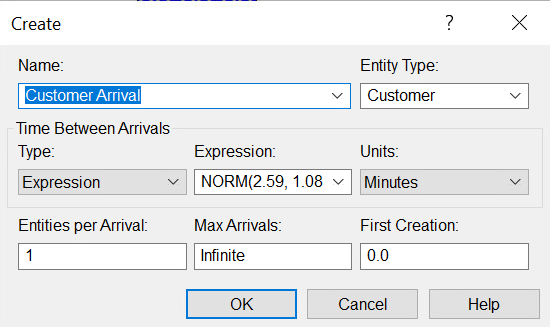 Create ?
Name: Entity Type:
Customer Arrival Customer
Time Between Arrivals
Type: Expression: Units:
Expression NORM(2.59, 1.08 Minutes
Entities per Arrival: Max Arrivals: First Creation:
1 Infinite 0.0
OK Cancel Help